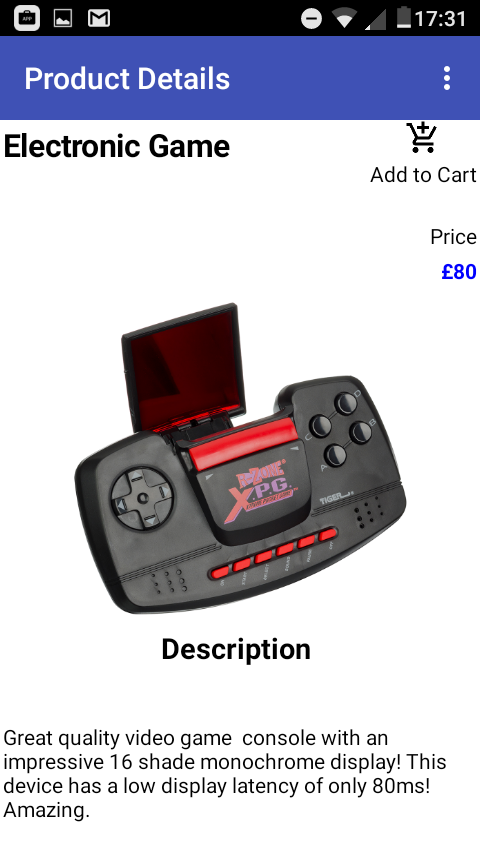 APP
17:31
Product Details
Electronic Game
Add to Cart
Price
£80
X.P.G.
TIGER
D
C
B
A
Description
Great quality video game  console with an
impressive 16 shade monochrome display! This
device has a low display latency of only 80ms!
Amazing.